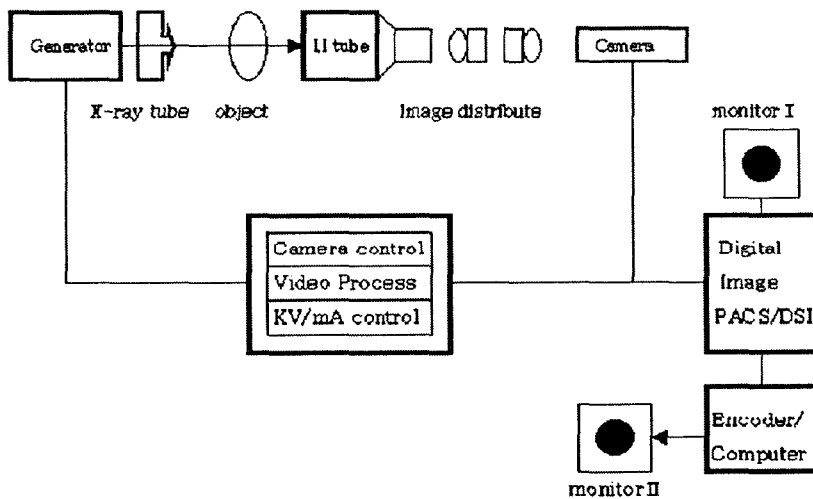 Generator
I.I tube
Camera
X-ray tube
object
Image distribute
monitor I
Camera control
Video Process
KV/mA control
Digital
Image
PACS/DSI
Encoder/
Computer
monitor II